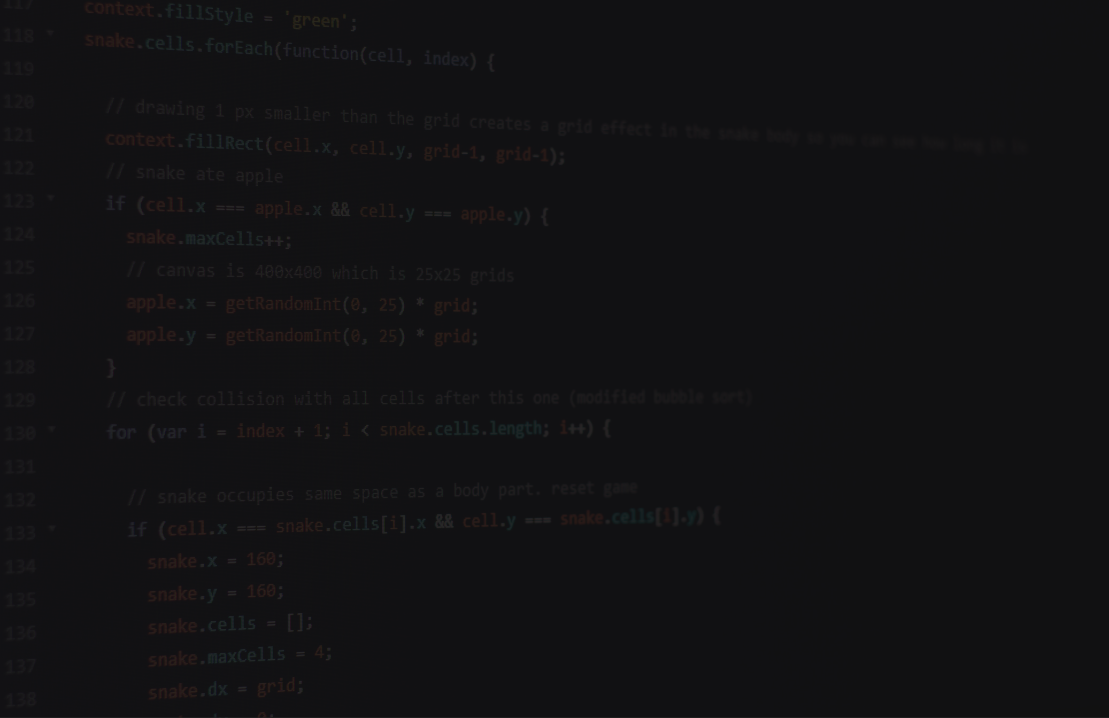 117 context.fillStyle = 'green';
118 snake.cells.forEach(function(cell, index) {
119
120 // drawing 1 px smaller than the grid creates a grid effect in the snake body so you can see how long it is
121 context.fillRect(cell.x, cell.y, grid-1, grid-1);
122 // snake ate apple
123 if (cell.x === apple.x && cell.y === apple.y) {
124 snake.maxCells++;
125 // canvas is 400x400 which is 25x25 grids
126 apple.x = getRandomInt(0, 25) * grid;
127 apple.y = getRandomInt(0, 25) * grid;
128 }
129 // check collision with all cells after this one (modified bubble sort)
130 for (var i = index + 1; i < snake.cells.length; i++) {
131
132 // snake occupies same space as a body part. reset game
133 if (cell.x === snake.cells[i].x && cell.y === snake.cells[i].y) {
134 snake.x = 160;
135 snake.y = 160;
136 snake.cells = [];
137 snake.maxCells = 4;
138 snake.dx = grid;